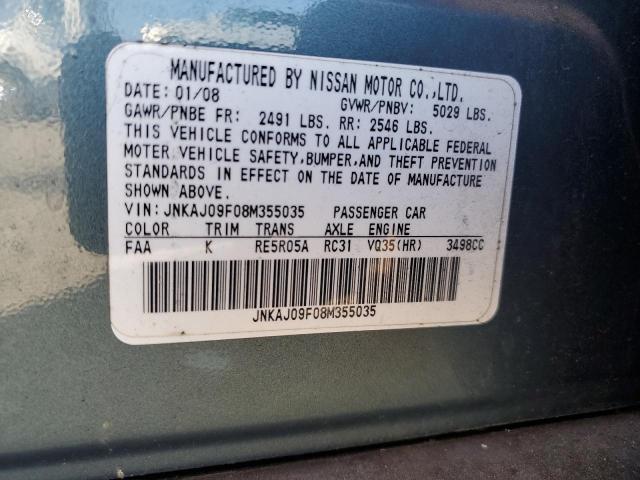 MANUFACTURED BY NISSAN MOTOR CO.,LTD.
DATE: 01/08 GVWR/PNBV: 5029 LBS.
GAWR/PNBE FR: 2491 LBS. RR: 2546 LBS.
THIS VEHICLE CONFORMS TO ALL APPLICABLE FEDERAL
MOTOR VEHICLE SAFETY,BUMPER,AND THEFT PREVENTION
STANDARDS IN EFFECT ON THE DATE OF MANUFACTURE
SHOWN ABOVE.
VIN: JNKAJ09F08M355035 PASSENGER CAR
COLOR TRIM TRANS AXLE ENGINE
FAA K RE5R05A RC31 VQ35(HR) 3498CC
JNKAJ09F08M355035